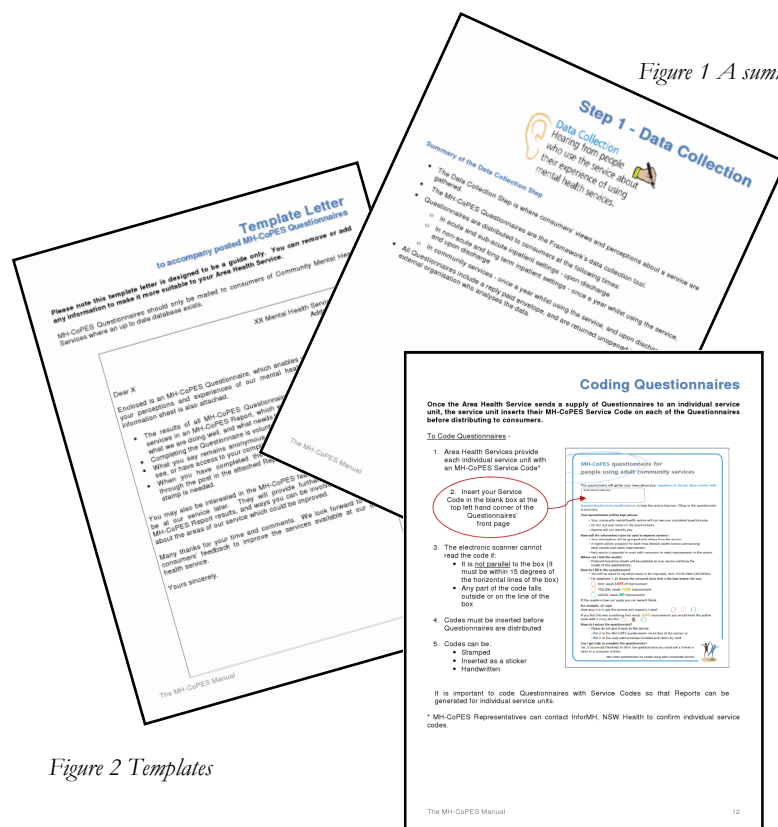 Figure 1 A summ
Step 1 - Data Collection
Data Collection
Hearing from people
who use the service about
their experience of using
mental health services.
Summary of the Data Collection Step
• The Data Collection Step is where consumers' views and perceptions about a service are
gathered.
• The MH-CoPES Questionnaires are the Framework's data collection tool.
• Questionnaires are distributed to consumers at the following times:
o In acute and sub-acute inpatient settings - upon discharge
o In non-acute and long term inpatient settings - once a year whilst using the service,
and upon discharge
o In community services - once a year whilst using the service, and upon discharge
• All Questionnaires include a reply paid envelope, and are returned unopened
external organisation who analyses the data.
The MH-CoPES Manual
Template Letter
to accompany posted MH-CoPES Questionnaires
Please note this template letter is designed to be a guide only. You can remove or add
any information to make it more suitable to your Area Health Service.
MH-CoPES Questionnaires should only be mailed to consumers of Community Mental Hea
Services where an up to date database exists.
XX Mental Health Servic
Addr
Dear X
Enclosed is an MH-CoPES Questionnaire, which enables
your perceptions and experiences of our mental heal
information sheet is also attached.
• The results of all MH-CoPES Questionnai
services in an MH-CoPES Report, which
what we are doing well, and what needs
• Completing the Questionnaire is volun
• What you say remains anonymous
see, or have access to your compl
• When you have completed the
through the post in the attached Rep
stamp is needed.
You may also be interested in the MH-CoPES feed
be at our service later. They will provide further
MH-CoPES Report results, and ways you can be involved
about the areas of our service which could be improved.
Many thanks for your time and comments. We look forward to
consumers' feedback to improve the services available at our m
health service.
Yours sincerely,
The MH-CoPES Manual
Coding Questionnaires
Once the Area Health Service sends a supply of Questionnaires to an individual service
unit, the service unit inserts their MH-CoPES Service Code on each of the Questionnaires
before distributing to consumers.
To Code Questionnaires -
1. Area Health Services provide
each individual service unit with
an MH-CoPES Service Code*
2. Insert your Service
Code in the blank box at the
top left hand corner of the
Questionnaires'
front page
3. The electronic scanner cannot
read the code if:
• It is not parallel to the box (It
must be within 15 degrees of
the horizontal lines of the box)
• Any part of the code falls
outside or on the line of the
box
4. Codes must be inserted before
Questionnaires are distributed
5. Codes can be:
• Stamped
• Inserted as a sticker
• Handwritten
MH-CoPES questionnaire for
people using adult community services
It is important to code Questionnaires with Service Codes so that Reports can be
generated for individual service units.
* MH-CoPES Representatives can contact InforMH, NSW Health to confirm individual service
codes.
The MH-CoPES Manual 12
Figure 2 Templates